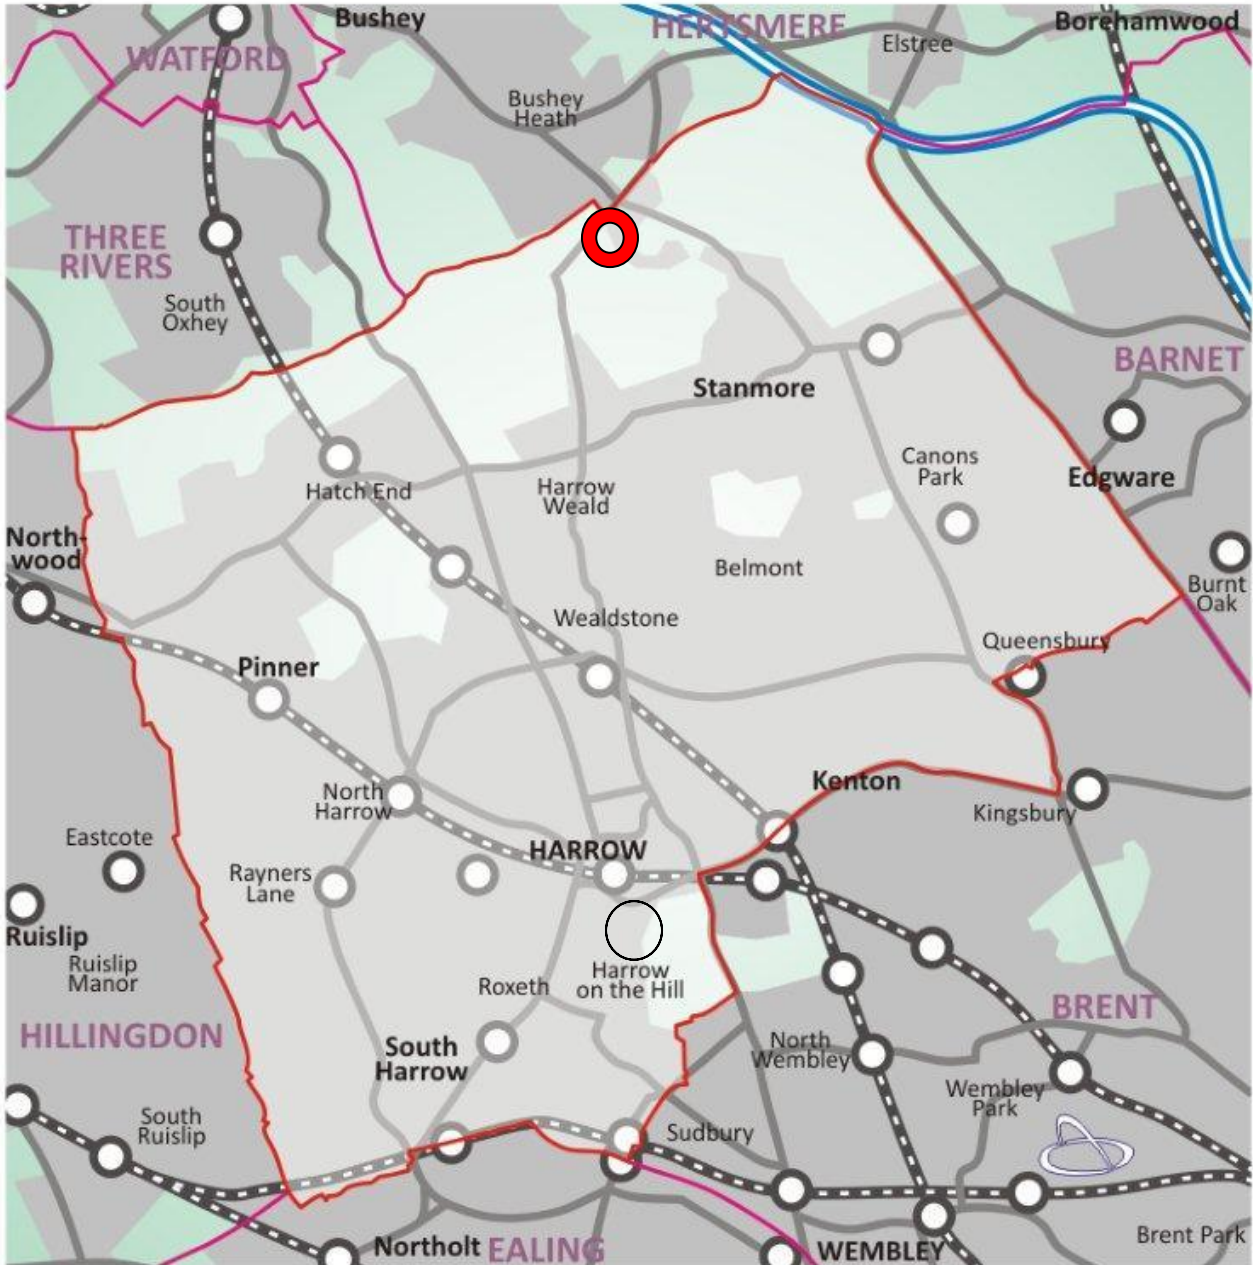 Bushey
HERTSMERE
Borehamwood
WATFORD
Elstree
Bushey
Heath
THREE
RIVERS
South
Oxhey
BARNET
Stanmore
Canons
Park
Edgware
Hatch End
Harrow
Weald
North-
wood
Belmont
Burnt
Oak
Wealdstone
Queensbury
Pinner
Kenton
North
Harrow
Kingsbury
Eastcote
HARROW
Rayners
Lane
Ruislip
Ruislip
Manor
Harrow
on the Hill
Roxeth
BRENT
HILLINGDON
South
Harrow
North
Wembley
Wembley
Park
South
Ruislip
Sudbury
Brent Park
Northolt
EALING
WEMBLEY